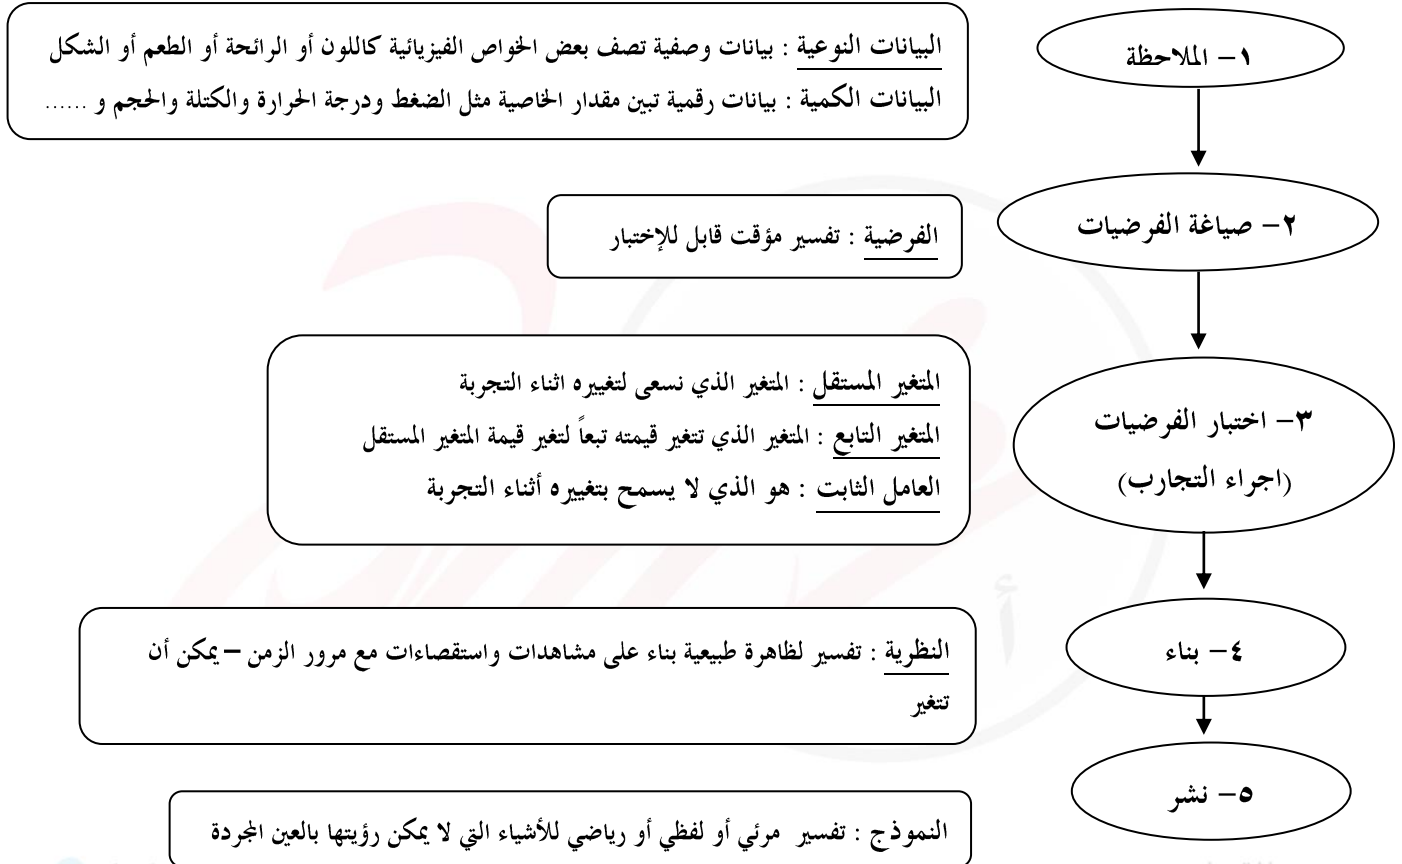 ١- الملاحظة
البيانات النوعية : بيانات وصفية تصف بعض الخواص الفيزيائية كاللون أو الرائحة أو الطعم أو الشكل
البيانات الكمية : بيانات رقمية تبين مقدار الخاصية مثل الضغط ودرجة الحرارة والكتلة والحجم و ......
٢- صياغة الفرضيات
الفرضية : تفسير مؤقت قابل للإختبار
٣- اختبار الفرضيات
(اجراء التجارب)
المتغير المستقل : المتغير الذي نسعى لتغييره اثناء التجربة
المتغير التابع : المتغير الذي تتغير قيمته تبعاً لتغير قيمة المتغير المستقل
العامل الثابت : هو الذي لا يسمح بتغييره أثناء التجربة
٤- بناء
النظرية : تفسير لظاهرة طبيعية بناء على مشاهدات واستقصاءات مع مرور الزمن – يمكن أن
تتغير
٥- نشر
النموذج : تفسير مرئي أو لفظي أو رياضي للأشياء التي لا يمكن رؤيتها بالعين المجردة